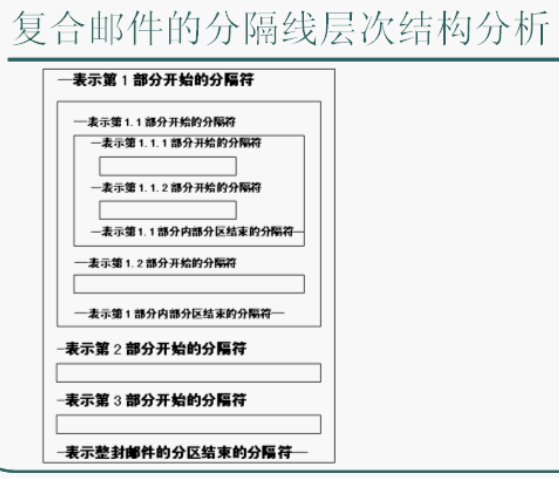 复合邮件的分隔线层次结构分析
—表示第 1 部分开始的分隔符
—表示第 1.1 部分开始的分隔符
—表示第 1.1.1 部分开始的分隔符
—表示第 1.1.2 部分开始的分隔符
—表示第1.1部分内部分区结束的分隔符—
—表示第 1.2 部分开始的分隔符
—表示第 1 部分内部分区结束的分隔符—
—表示第 2 部分开始的分隔符
—表示第 3 部分开始的分隔符
—表示整封邮件的分区结束的分隔符—